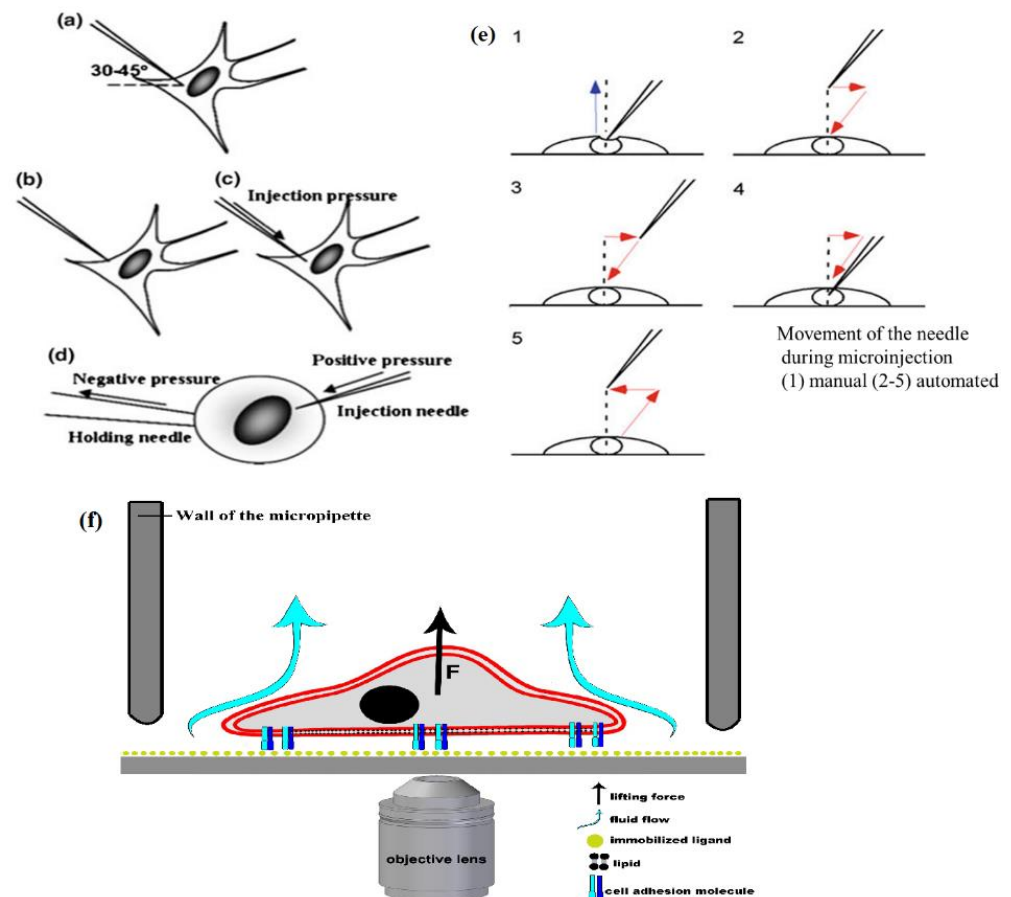 (a)
30-45°
(b)
(c)
Injection pressure
(d)
Negative pressure
Holding needle
Positive pressure
Injection needle
(e)
1
2
3
4
5
Movement of the needle
during microinjection
(1) manual (2-5) automated
(f)
Wall of the micropipette
F
objective lens
lifting force
fluid flow
immobilized ligand
lipid
cell adhesion molecule